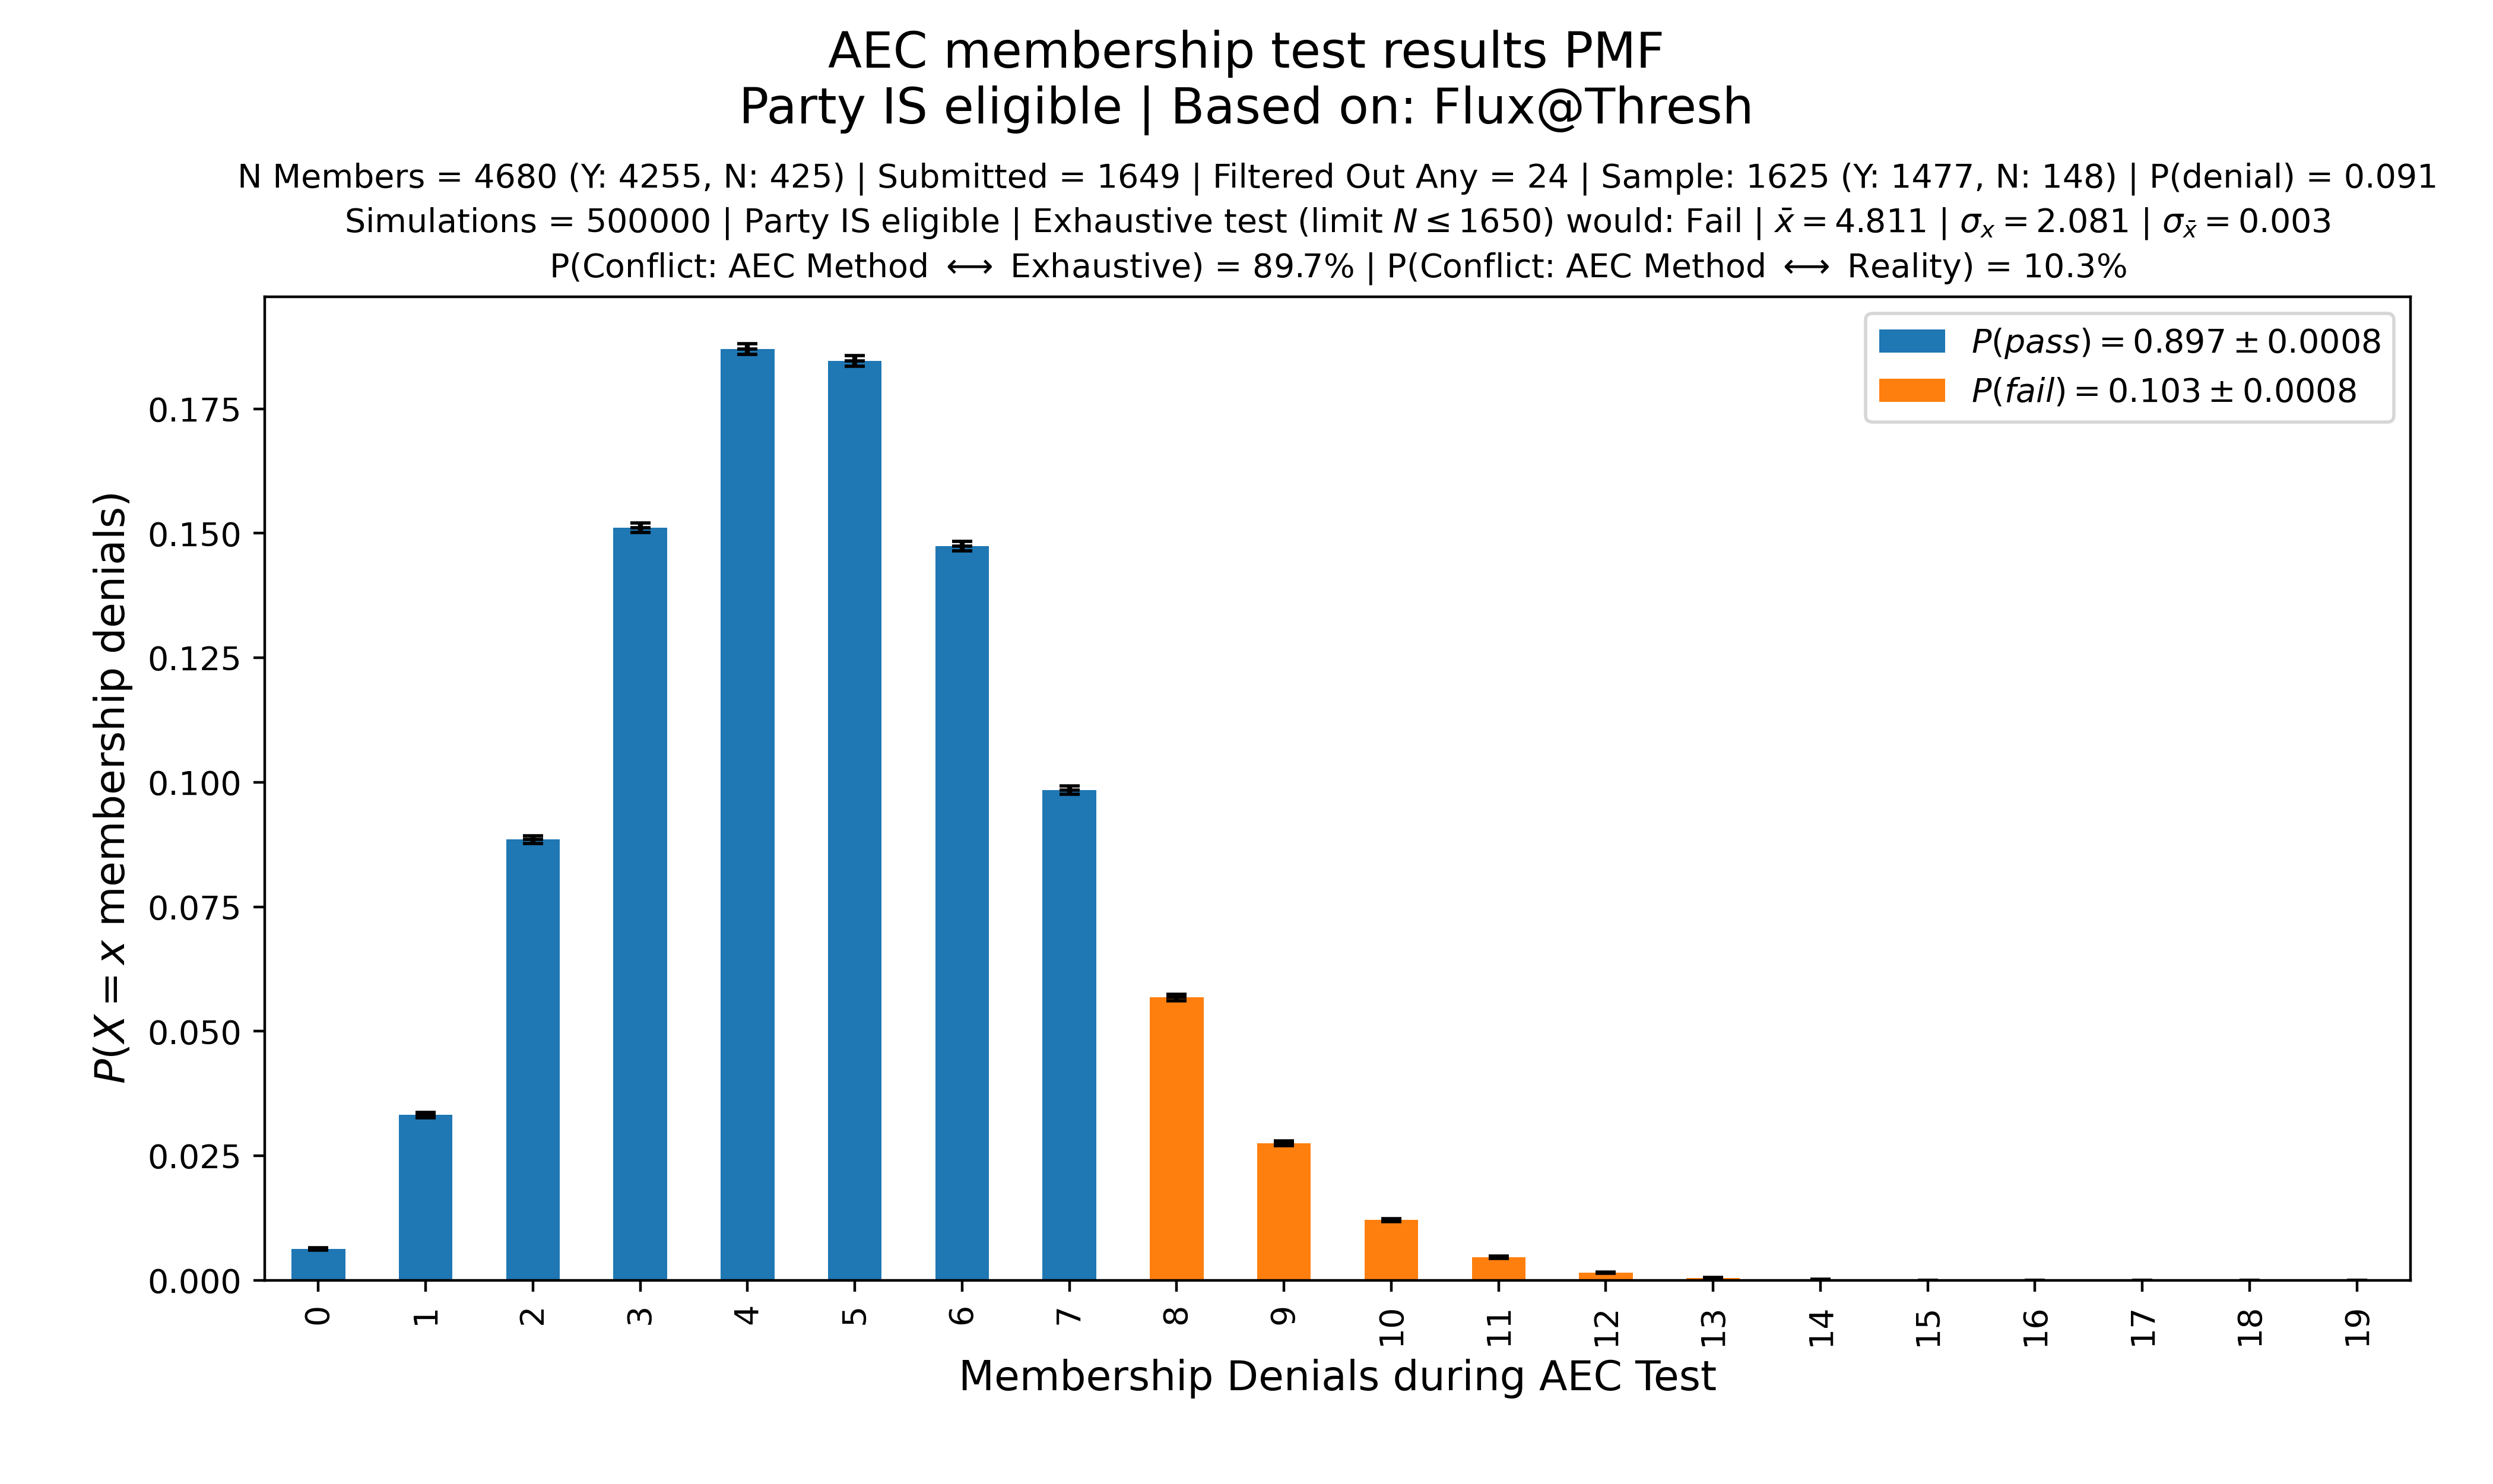 AEC membership test results PMF
Party IS eligible | Based on: Flux@Thresh
N Members = 4680 (Y: 4255, N: 425) | Submitted = 1649 | Filtered Out Any = 24 | Sample: 1625 (Y: 1477, N: 148) | P(denial) = 0.091
Simulations = 500000 | Party IS eligible | Exhaustive test (limit N ≤ 1650) would: Fail | x̄ = 4.811 | σₓ = 2.081 | σ_x̄ = 0.003
P(Conflict: AEC Method ⟷ Exhaustive) = 89.7% | P(Conflict: AEC Method ⟷ Reality) = 10.3%
P(pass) = 0.897 ± 0.0008
P(fail) = 0.103 ± 0.0008
P(X = x membership denials)
0.175
0.150
0.125
0.100
0.075
0.050
0.025
0.000
0 1 2 3 4 5 6 7 8 9 10 11 12 13 14 15 16 17 18 19
Membership Denials during AEC Test